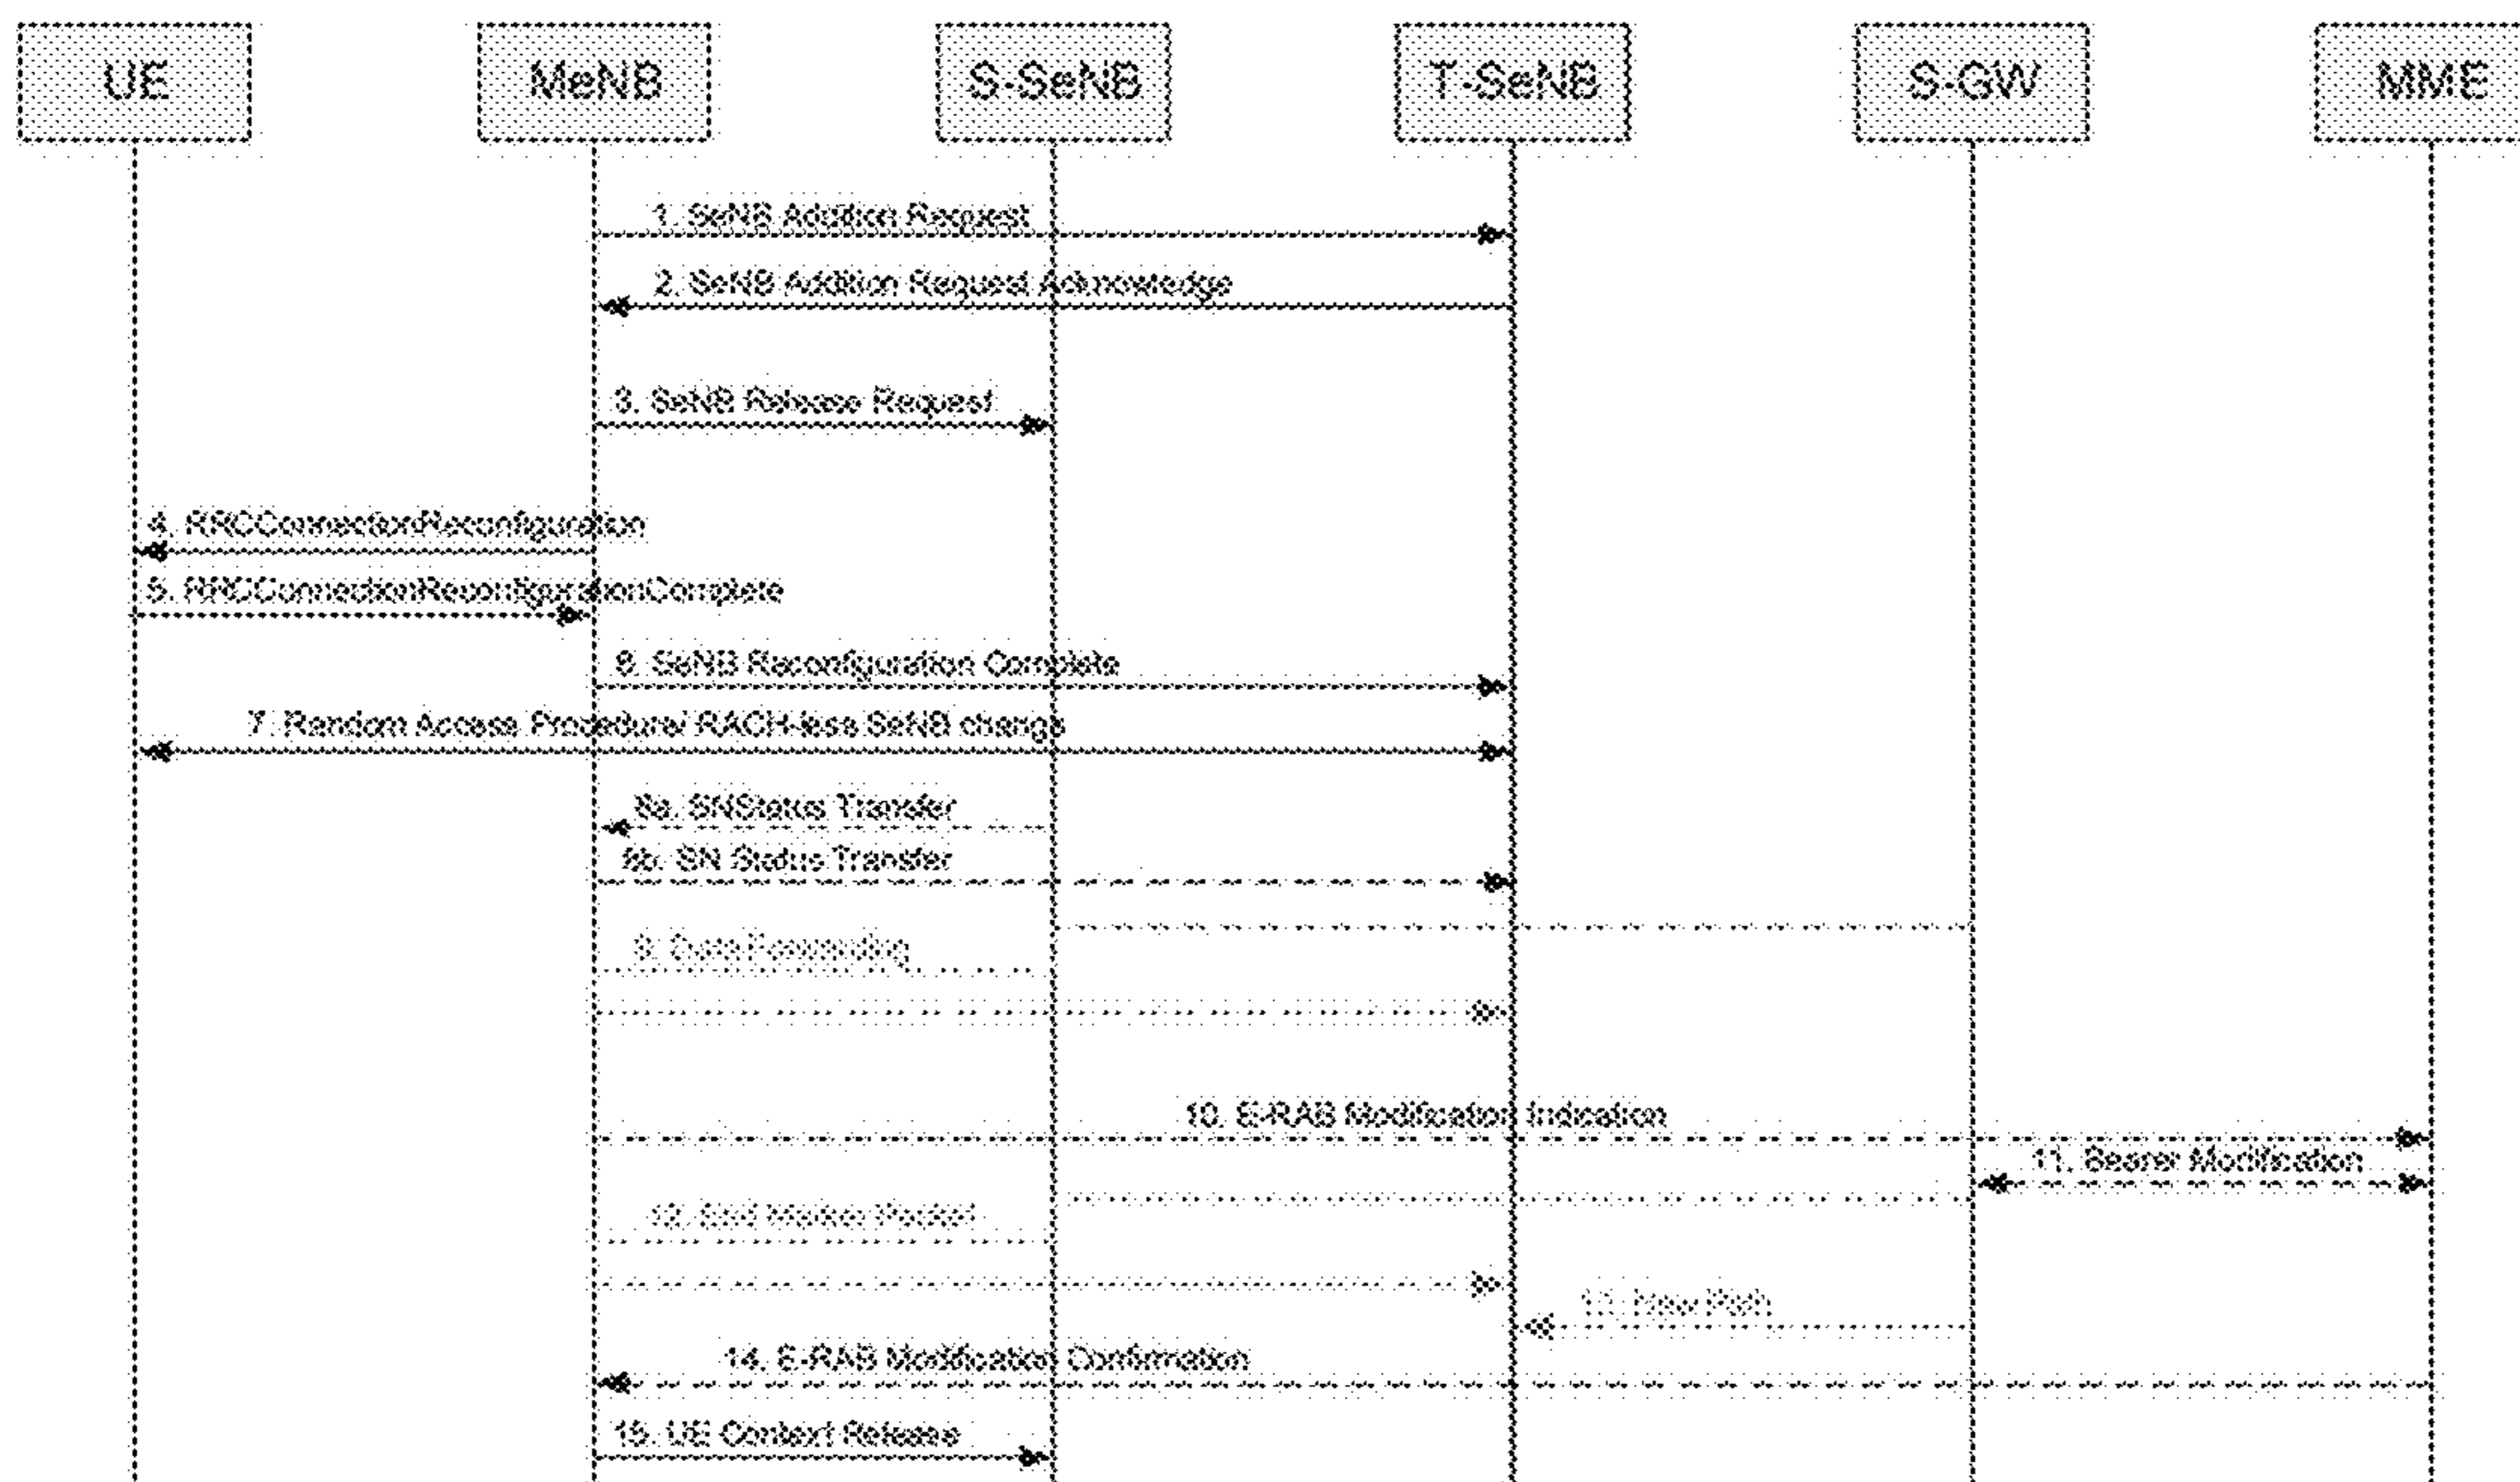 UE MeNB S-SeNB T-SeNB S-GW MME
1. SeNB Addition Request
2. SeNB Addition Request Acknowledge
3. SeNB Release Request
4. RRCConnectionReconfiguration
5. RRCConnectionReconfigurationComplete
6. SeNB Reconfiguration Complete
7. Random Access Procedure/ RACH-less SeNB change
8a. SNStatus Transfer
8b. SN Status Transfer
9. Data Forwarding
10. E-RAB Modification Indication
11. Bearer Modification
12. End Marker Packet
13. New Path
14. E-RAB Modification Confirmation
15. UE Context Release